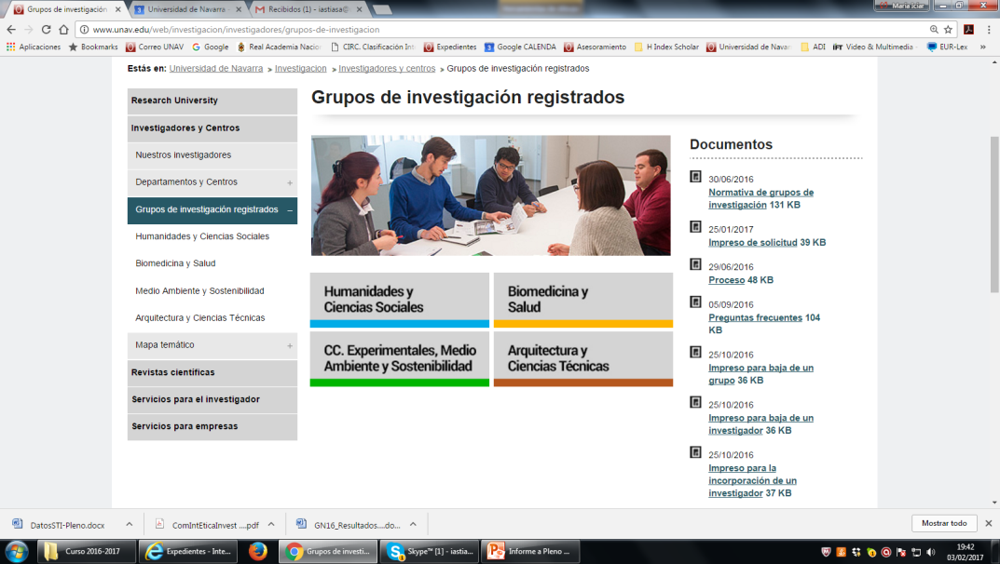 Grupos de investigación
Universidad de Navarra
Recibidos (1) - iastiasa@
Maria Iciar
www.unav.edu/web/investigacion/investigadores/grupos-de-investigacion
Aplicaciones
Bookmarks
Correo UNAV
Google
Real Academia Nacion
CIRC. Clasificación Int
Expedientes
Google CALENDA
Asesoramiento
H Index Scholar
Universidad de Navar
ADI
Video & Multimedia
EUR-Lex
»
Estás en: Universidad de Navarra » Investigacion » Investigadores y centros » Grupos de investigación registrados
Research University
Investigadores y Centros
Nuestros investigadores
Departamentos y Centros +
Grupos de investigación registrados –
Humanidades y Ciencias Sociales
Biomedicina y Salud
Medio Ambiente y Sostenibilidad
Arquitectura y Ciencias Técnicas
Mapa temático +
Revistas científicas
Servicios para el investigador
Servicios para empresas
Grupos de investigación registrados
Humanidades y
Ciencias Sociales
Biomedicina y
Salud
CC. Experimentales, Medio
Ambiente y Sostenibilidad
Arquitectura y
Ciencias Técnicas
Documentos
30/06/2016
Normativa de grupos de
investigación 131 KB
25/01/2017
Impreso de solicitud 39 KB
29/06/2016
Proceso 48 KB
05/09/2016
Preguntas frecuentes 104
KB
25/10/2016
Impreso para baja de un
grupo 36 KB
25/10/2016
Impreso para baja de un
investigador 36 KB
25/10/2016
Impreso para la
incorporación de un
investigador 37 KB
DatosSTI-Pleno.docx
ComIntEticaInvest ....pdf
GN16_Resultados....do...
Mostrar todo
Curso 2016-2017
Expedientes - Inte...
Grupos de investi...
Skype™ [1] - iastia...
Informe a Pleno ...
19:42
03/02/2017